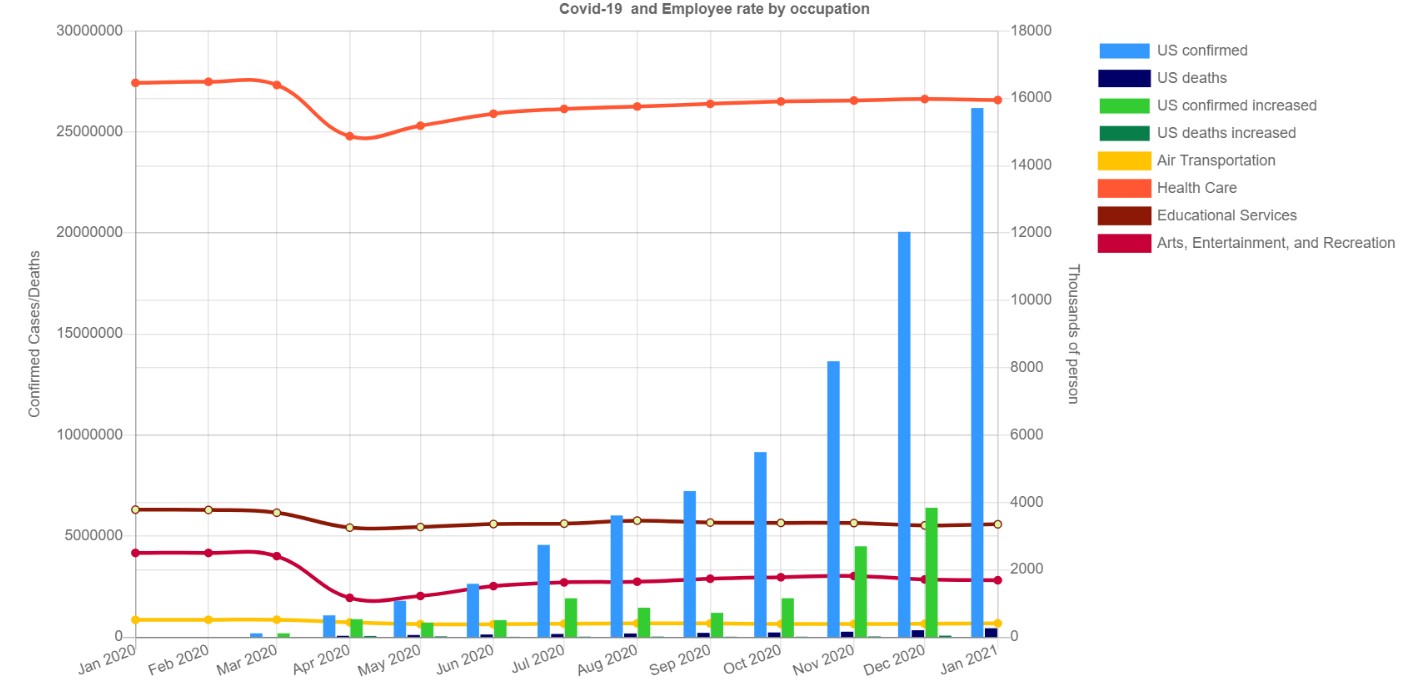 Covid-19 and Employee rate by occupation
Confirmed Cases/Deaths
30000000
25000000
20000000
15000000
10000000
5000000
0
18000
16000
14000
12000
10000
8000
6000
4000
2000
0
Thousands of person
Jan 2020
Feb 2020
Mar 2020
Apr 2020
May 2020
Jun 2020
Jul 2020
Aug 2020
Sep 2020
Oct 2020
Nov 2020
Dec 2020
Jan 2021
US confirmed
US deaths
US confirmed increased
US deaths increased
Air Transportation
Health Care
Educational Services
Arts, Entertainment, and Recreation